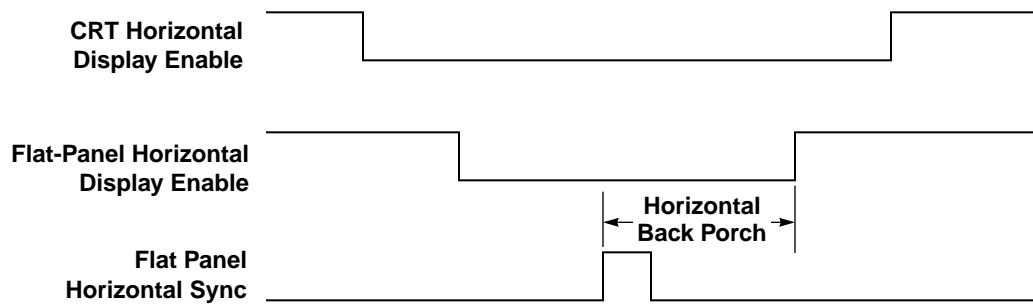 CRT Horizontal
Display Enable
Flat-Panel Horizontal
Display Enable
Horizontal
Back Porch
Flat Panel
Horizontal Sync